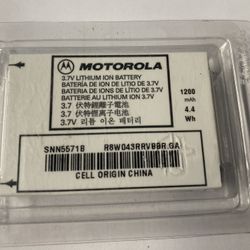 MOTOROLA
3.7V LITHIUM ION BATTERY
BATERÍA DE ION DE LITIO DE 3.7V
BATERIA DE IONS DE LITIO 3.7V
BATTERIE AU LITHIUM ION 3.7V
3.7 伏特鋰離子電池
3.7 伏特锂离子电池
3.7V 리튬 이온 배터리
1200
mAh
4.4
Wh
SNN5571B
R6W043RRVBBR.GA
CELL ORIGIN CHINA